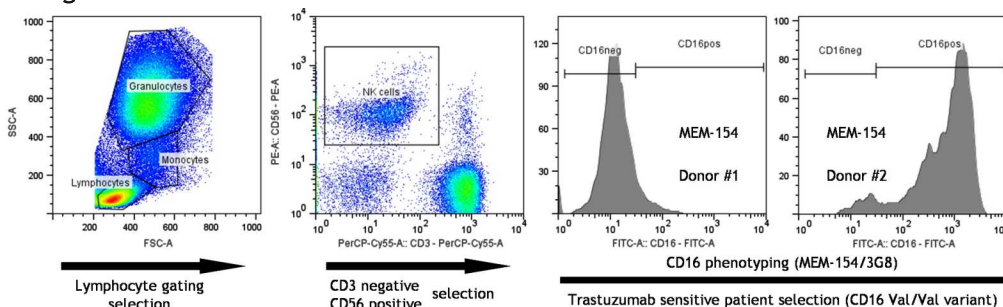 1000
800
600
400
200
SSC-A
Granulocytes
Monocytes
Lymphocytes
200 400 600 800 1000
FSC-A
Lymphocyte gating
selection
10^4
10^3
10^2
10^1
10^0
PE-A:: CD56 - PE-A
NK cells
10^0 10^1 10^2 10^3 10^4
PerCP-Cy55-A:: CD3 - PerCP-Cy55-A
CD3 negative
CD56 positive
selection
120
90
60
30
CD16neg CD16pos
MEM-154
Donor #1
10^0 10^1 10^2 10^3 10^4
FITC-A:: CD16 - FITC-A
80
60
40
20
CD16neg CD16pos
MEM-154
Donor #2
10^0 10^1 10^2 10^3
FITC-A:: CD16 - FITC-A
CD16 phenotyping (MEM-154/3G8)
Trastuzumab sensitive patient selection (CD16 Val/Val variant)